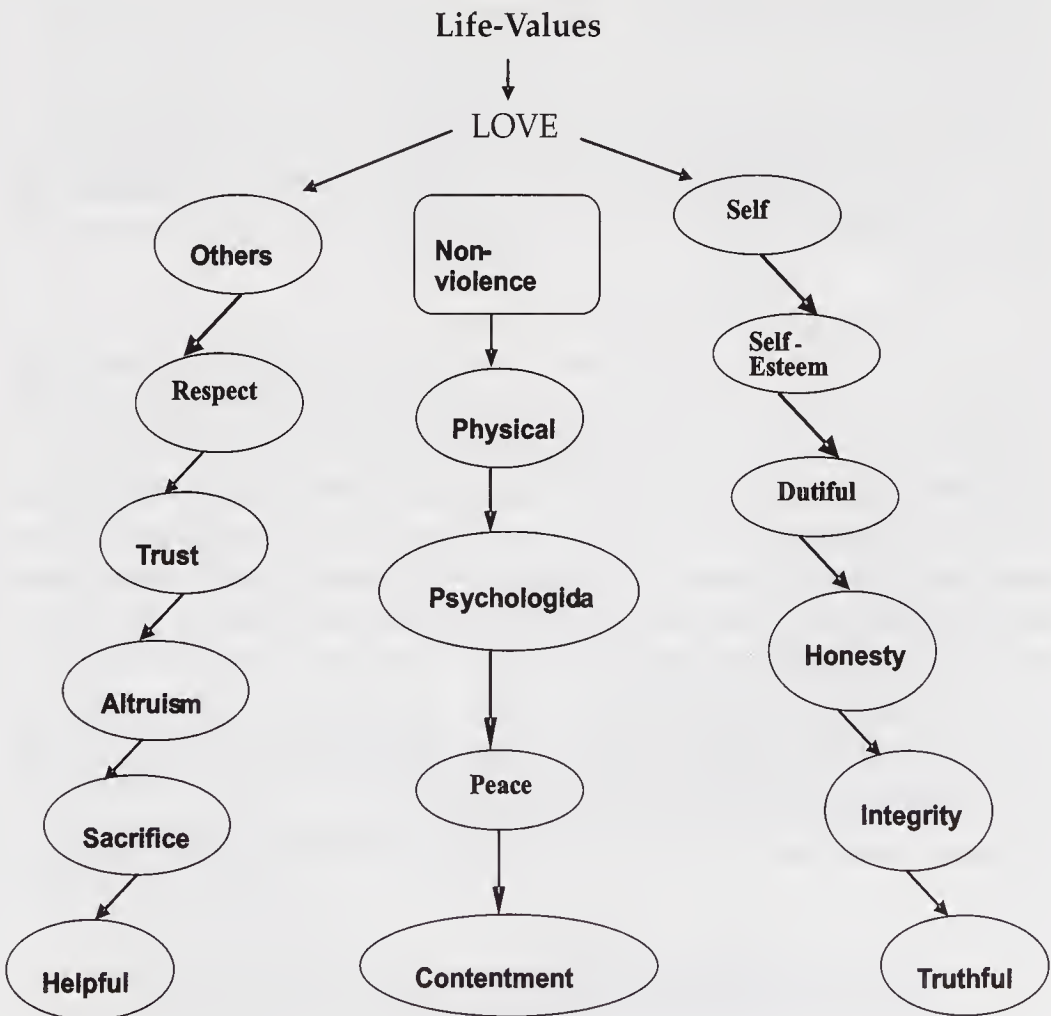 Life-Values
LOVE
Others
Non-
violence
Self
Respect
Physical
Self-
Esteem
Trust
Psychologida
Dutiful
Altruism
Peace
Honesty
Sacrifice
Contentment
Integrity
Helpful
Truthful